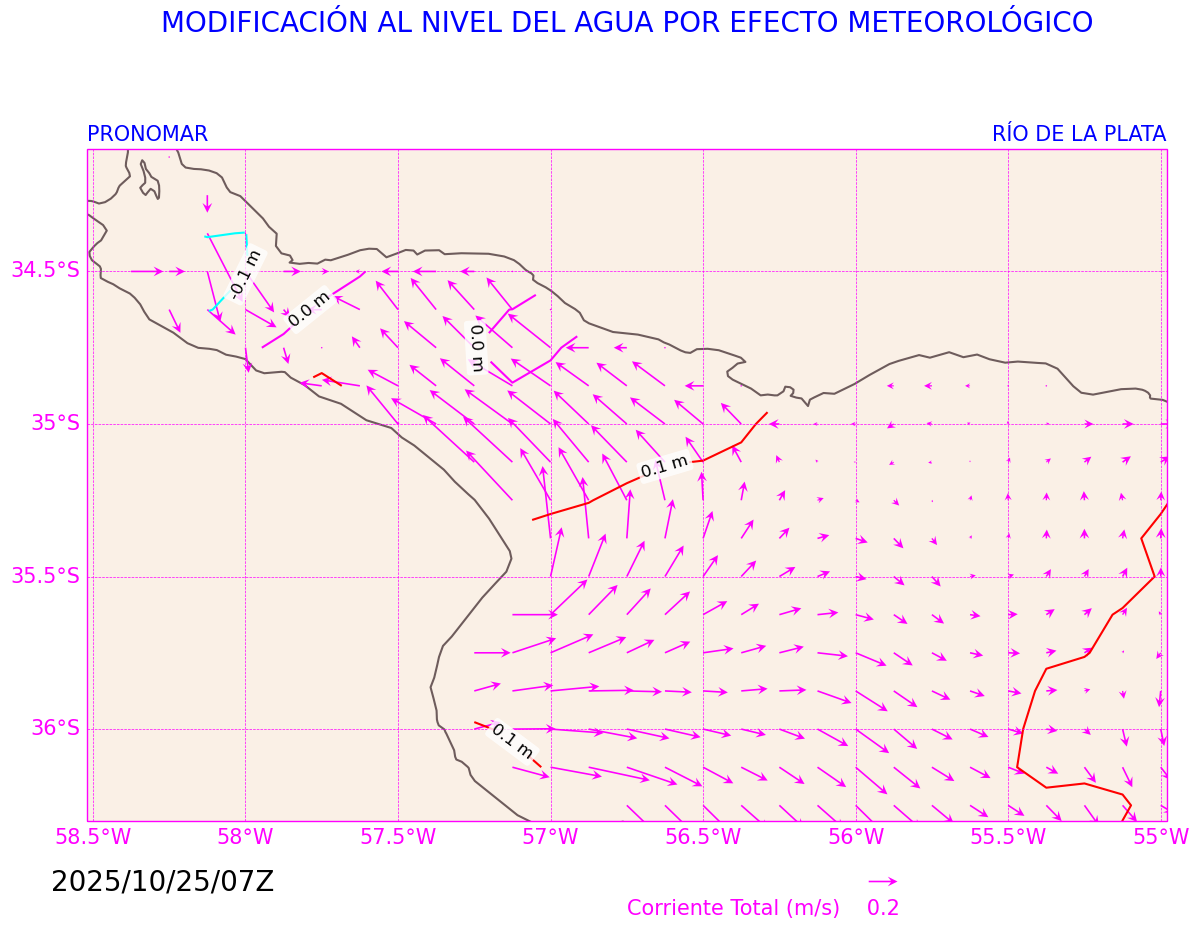 MODIFICACIÓN AL NIVEL DEL AGUA POR EFECTO METEOROLÓGICO
PRONOMAR
RÍO DE LA PLATA
-0.1 m
34.5°S
0.0 m
0.0 m
35°S
0.1 m
35.5°S
36°S
0.1 m
58.5°W
58°W
57.5°W
57°W
56.5°W
56°W
55.5°W
55°W
2025/10/25/07Z
Corriente Total (m/s)
0.2